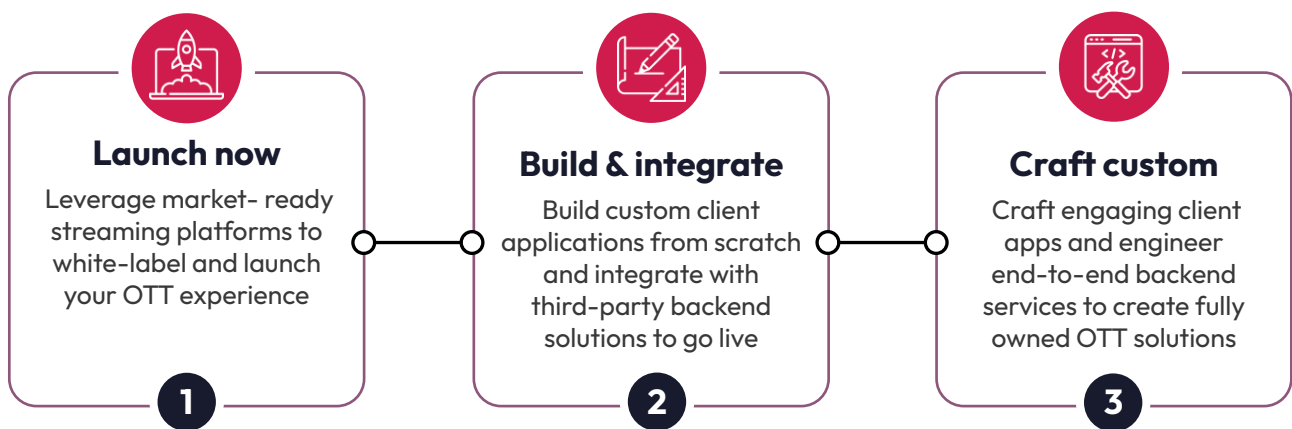 </>
Launch now
Leverage market- ready
streaming platforms to
white-label and launch
your OTT experience
1
Build & integrate
Build custom client
applications from scratch
and integrate with
third-party backend
solutions to go live
2
Craft custom
Craft engaging client
apps and engineer
end-to-end backend
services to create fully
owned OTT solutions
3